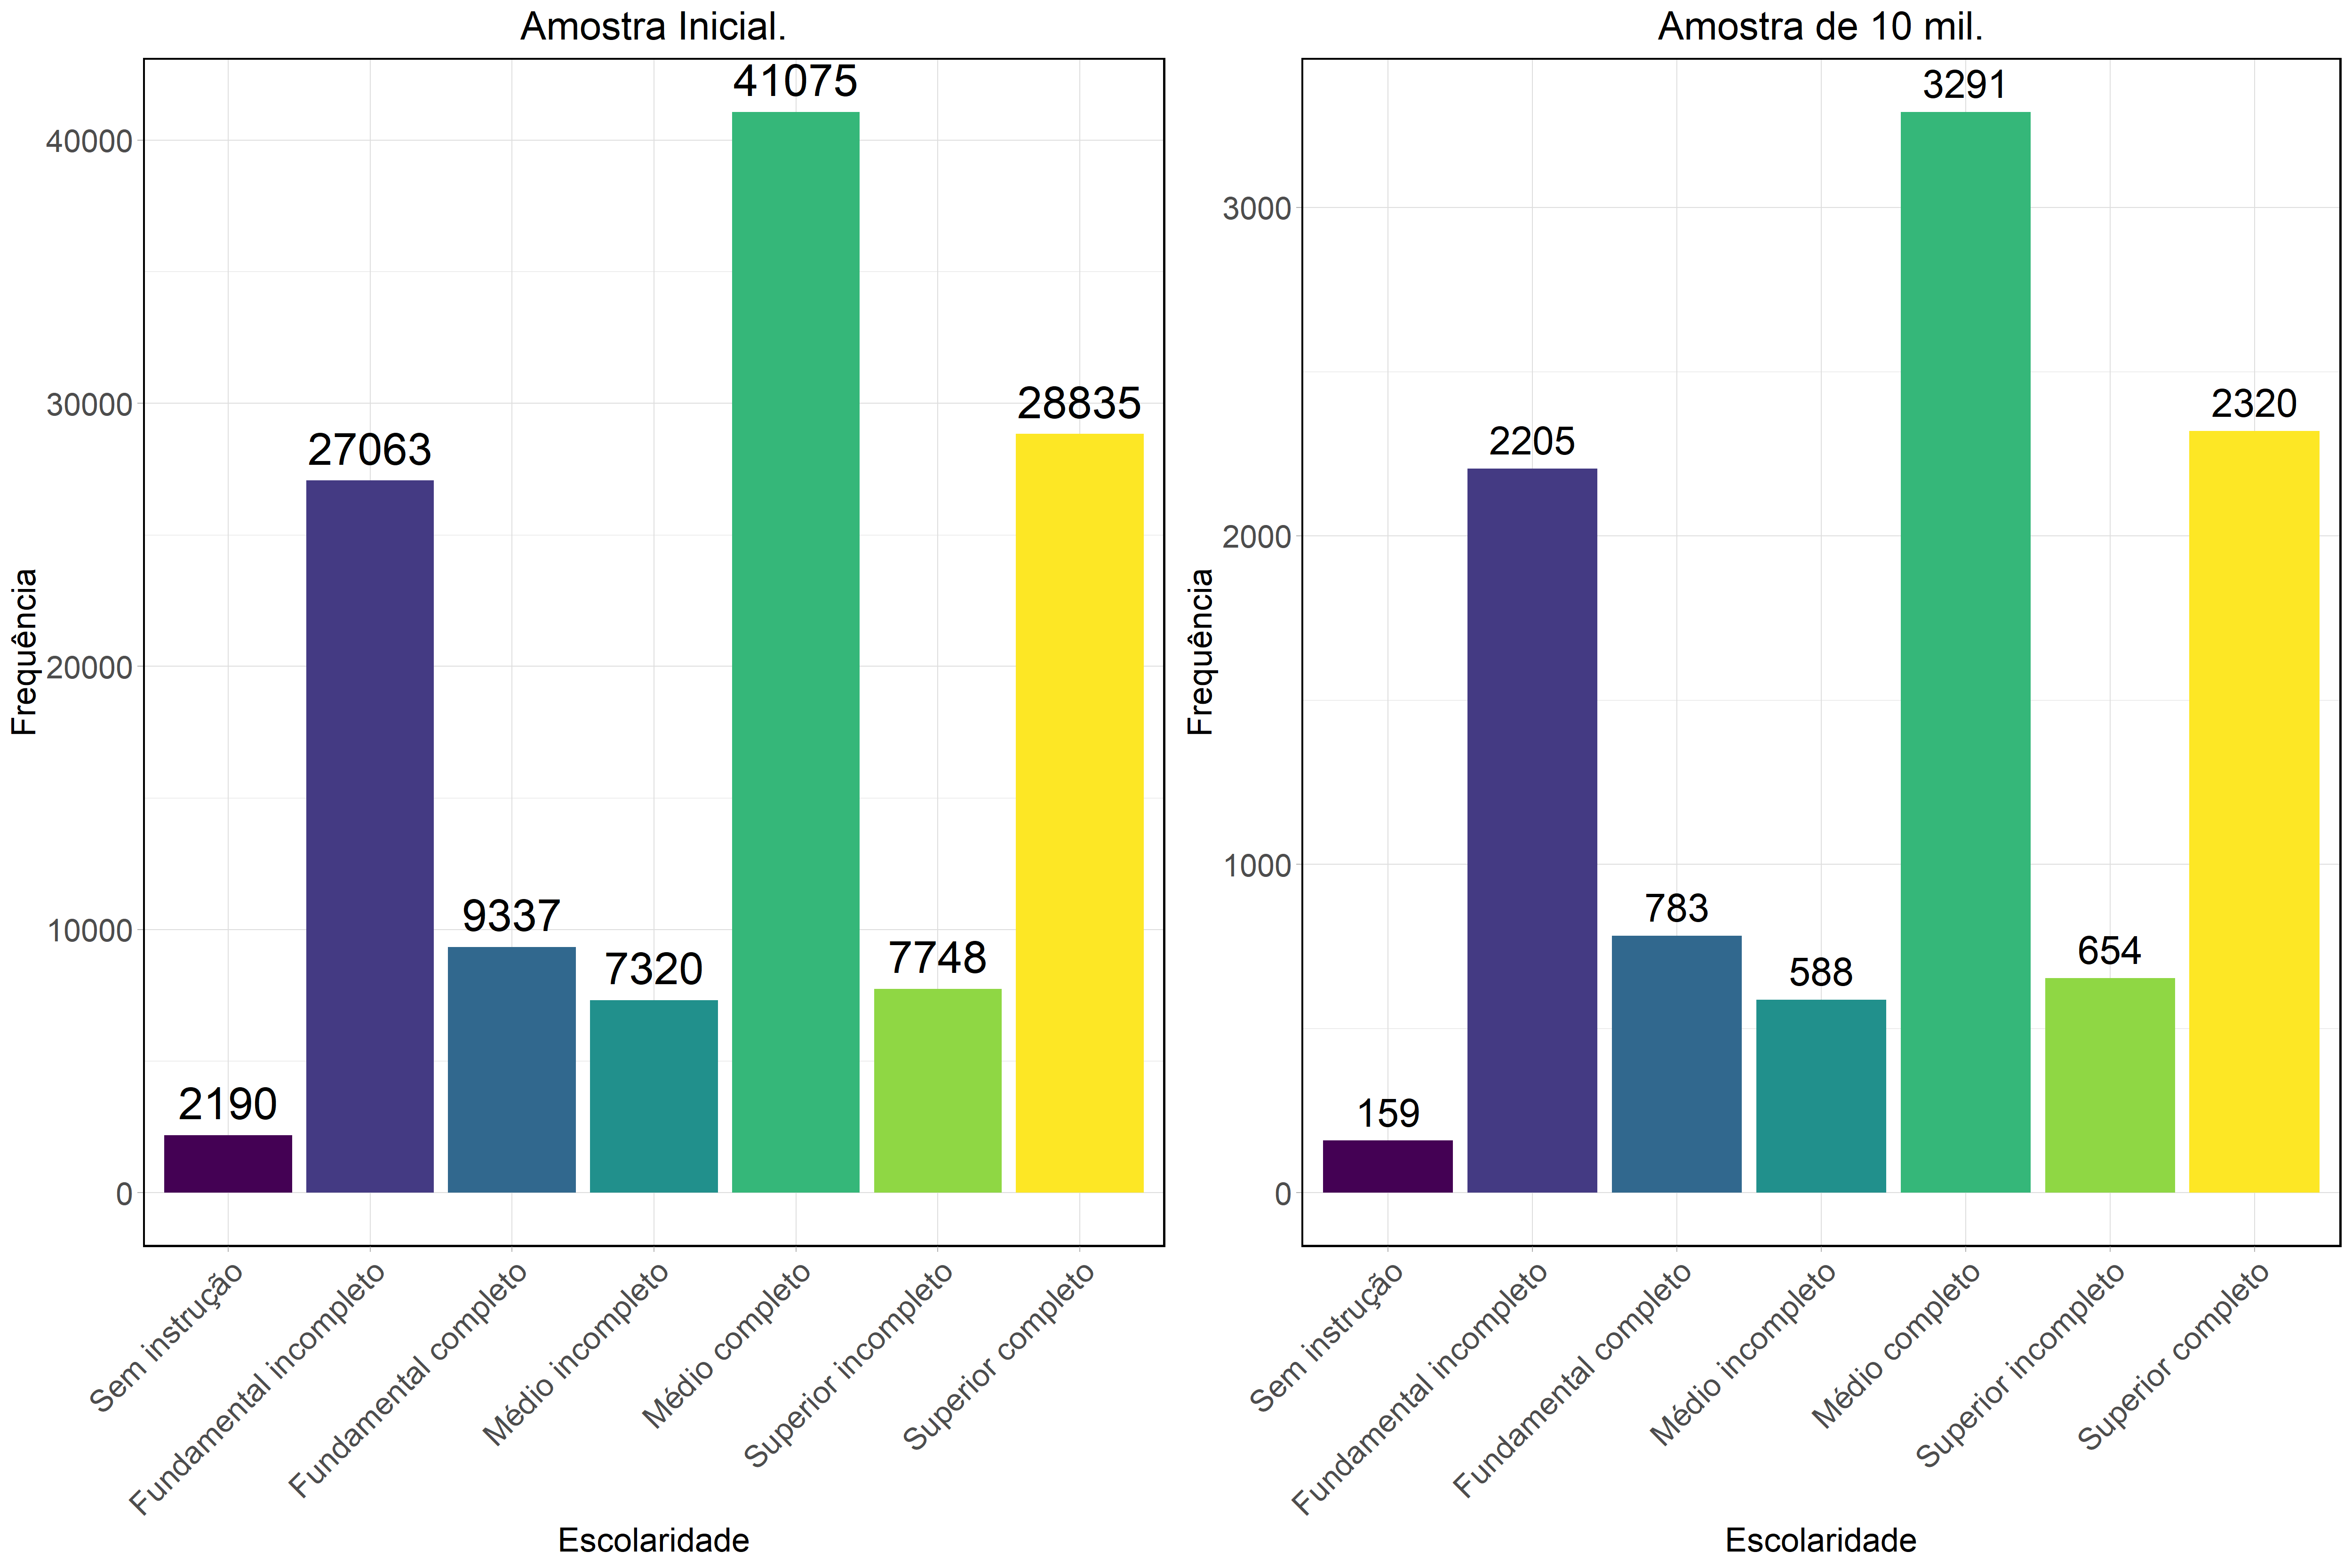 Amostra Inicial.
Frequência
40000
30000
20000
10000
0
2190
27063
9337
7320
41075
7748
28835
Sem instrução
Fundamental incompleto
Fundamental completo
Médio incompleto
Médio completo
Superior incompleto
Superior completo
Escolaridade
Amostra de 10 mil.
Frequência
3000
2000
1000
0
159
2205
783
588
3291
654
2320
Sem instrução
Fundamental incompleto
Fundamental completo
Médio incompleto
Médio completo
Superior incompleto
Superior completo
Escolaridade